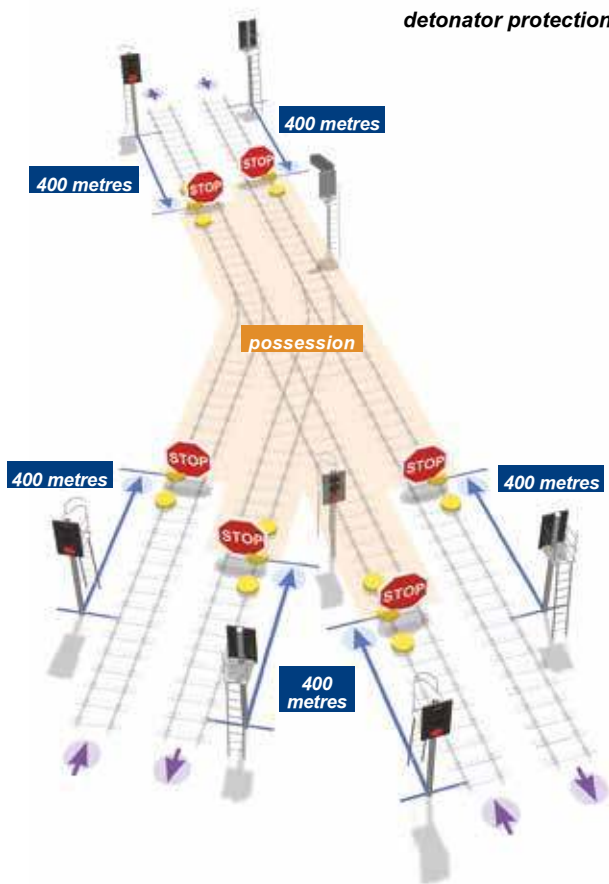 detonator protection
400 metres
400 metres
STOP
STOP
possession
STOP
STOP
400 metres
400 metres
STOP
STOP
400
metres